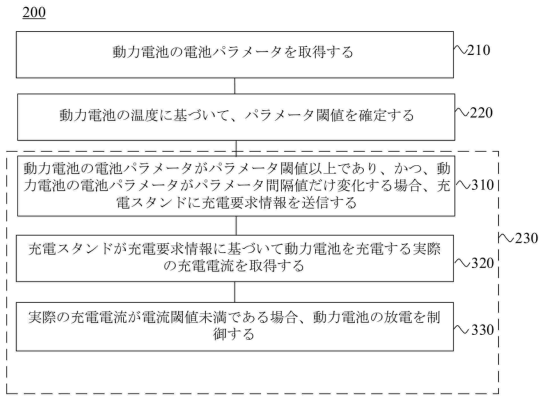 200
動力電池の電池パラメータを取得する
210
動力電池の温度に基づいて、パラメータ閾値を確定する
220
動力電池の電池パラメータがパラメータ閾値以上であり、かつ、動
力電池の電池パラメータがパラメータ間隔値だけ変化する場合、充
電スタンドに充電要求情報を送信する
310
230
充電スタンドが充電要求情報に基づいて動力電池を充電する実際
の充電電流を取得する
320
実際の充電電流が電流閾値未満である場合、動力電池の放電を制
御する
330